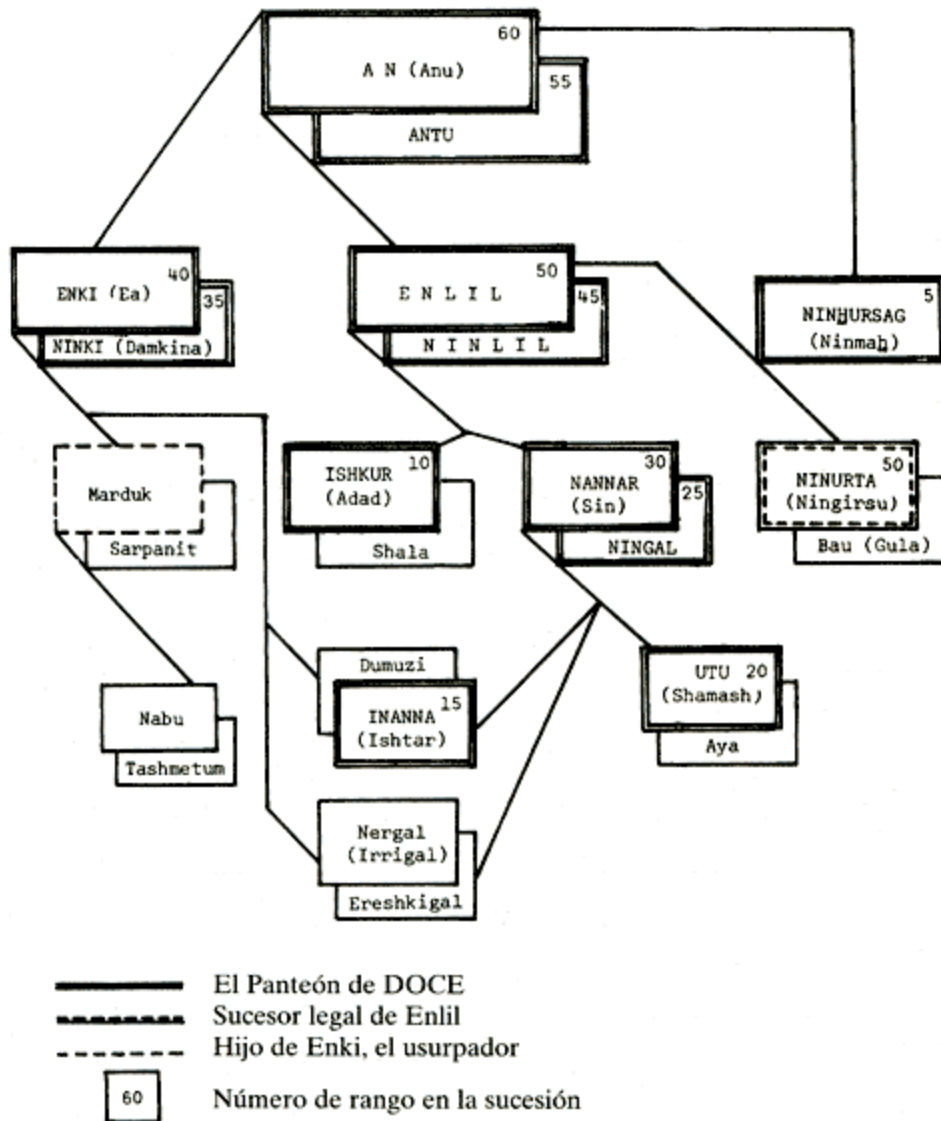 60
A N (Anu)
55
ANTU
40
ENKI (Ea)
35
NINKI (Damkina)
50
E N L I L
45
N I N L I L
5
NINḪURSAG
(Ninmaḫ)
Marduk
Sarpanit
10
ISHKUR
(Adad)
Shala
30
NANNAR
(Sin)
25
NINGAL
50
NINURTA
(Ningirsu)
Bau (Gula)
Dumuzi
15
INANNA
(Ishtar)
UTU 20
(Shamash)
Aya
Nabu
Tashmetum
Nergal
(Irrigal)
Ereshkigal
El Panteón de DOCE
Sucesor legal de Enlil
Hijo de Enki, el usurpador
60 Número de rango en la sucesión